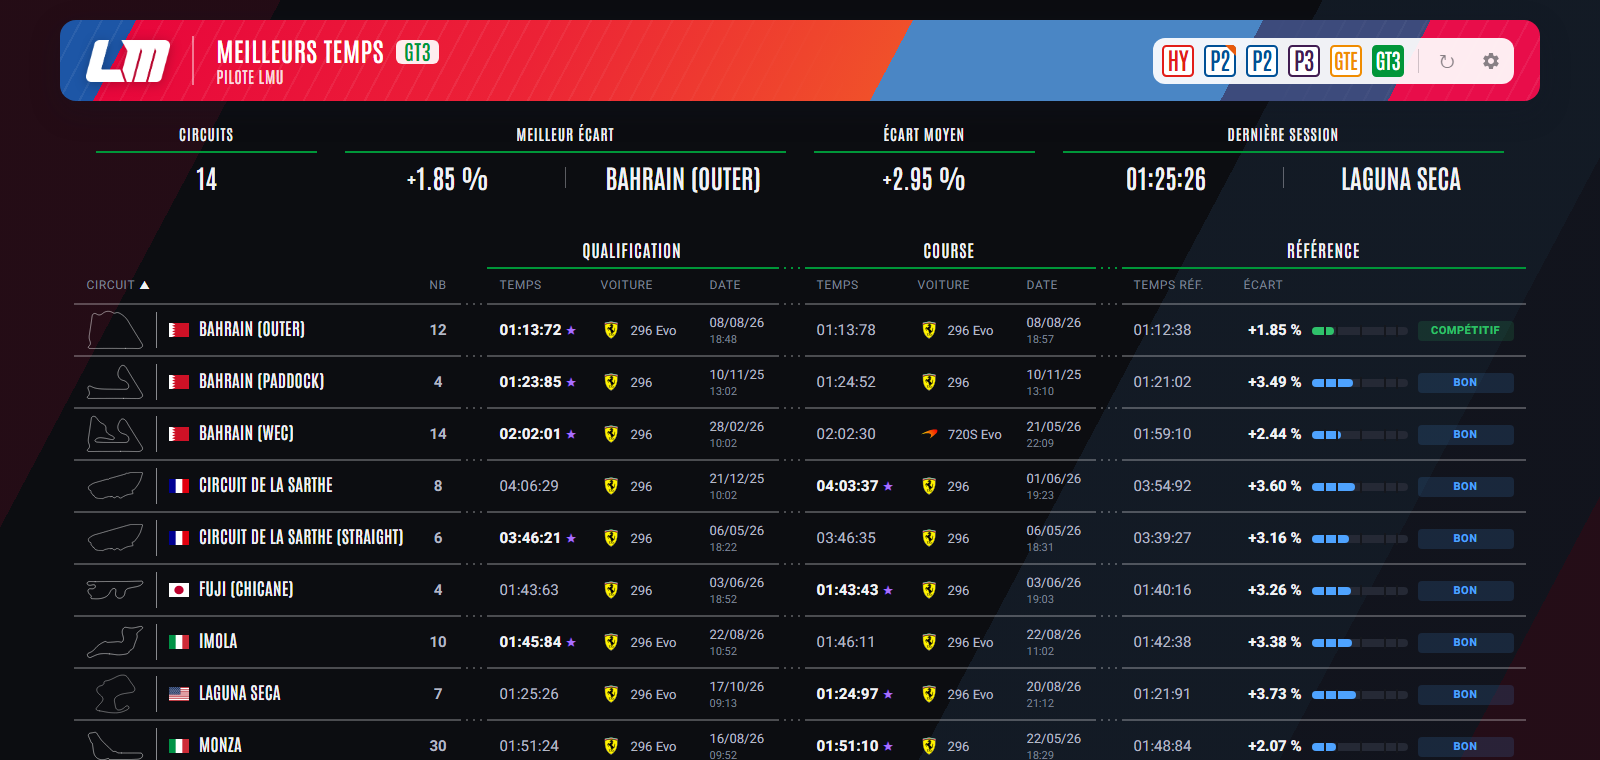 LM MEILLEURS TEMPS GT3
PILOTE LMU
HY P2 P2 P3 GTE GT3
CIRCUITS MEILLEUR ÉCART ÉCART MOYEN DERNIÈRE SESSION
14 +1.85 % BAHRAIN (OUTER) +2.95 % 01:25:26 LAGUNA SECA
QUALIFICATION COURSE RÉFÉRENCE
CIRCUIT ▲ NB TEMPS VOITURE DATE TEMPS VOITURE DATE TEMPS RÉF. ÉCART
BAHRAIN (OUTER) 12 01:13:72 ★ 296 Evo 08/08/26 18:48 01:13:78 296 Evo 08/08/26 18:57 01:12:38 +1.85 % COMPÉTITIF
BAHRAIN (PADDOCK) 4 01:23:85 ★ 296 10/11/25 13:02 01:24:52 296 10/11/25 13:10 01:21:02 +3.49 % BON
BAHRAIN (WEC) 14 02:02:01 ★ 296 28/02/26 10:02 02:02:30 720S Evo 21/05/26 22:09 01:59:10 +2.44 % BON
CIRCUIT DE LA SARTHE 8 04:06:29 296 21/12/25 10:02 04:03:37 ★ 296 01/06/26 19:23 03:54:92 +3.60 % BON
CIRCUIT DE LA SARTHE (STRAIGHT) 6 03:46:21 ★ 296 06/05/26 18:22 03:46:35 296 06/05/26 18:31 03:39:27 +3.16 % BON
FUJI (CHICANE) 4 01:43:63 296 03/06/26 18:52 01:43:43 ★ 296 03/06/26 19:03 01:40:16 +3.26 % BON
IMOLA 10 01:45:84 ★ 296 Evo 22/08/26 10:52 01:46:11 296 Evo 22/08/26 11:02 01:42:38 +3.38 % BON
LAGUNA SECA 7 01:25:26 296 Evo 17/10/26 09:13 01:24:97 ★ 296 Evo 20/08/26 21:12 01:21:91 +3.73 % BON
MONZA 30 01:51:24 296 Evo 16/08/26 09:52 01:51:10 ★ 296 22/05/26 18:29 01:48:84 +2.07 % BON